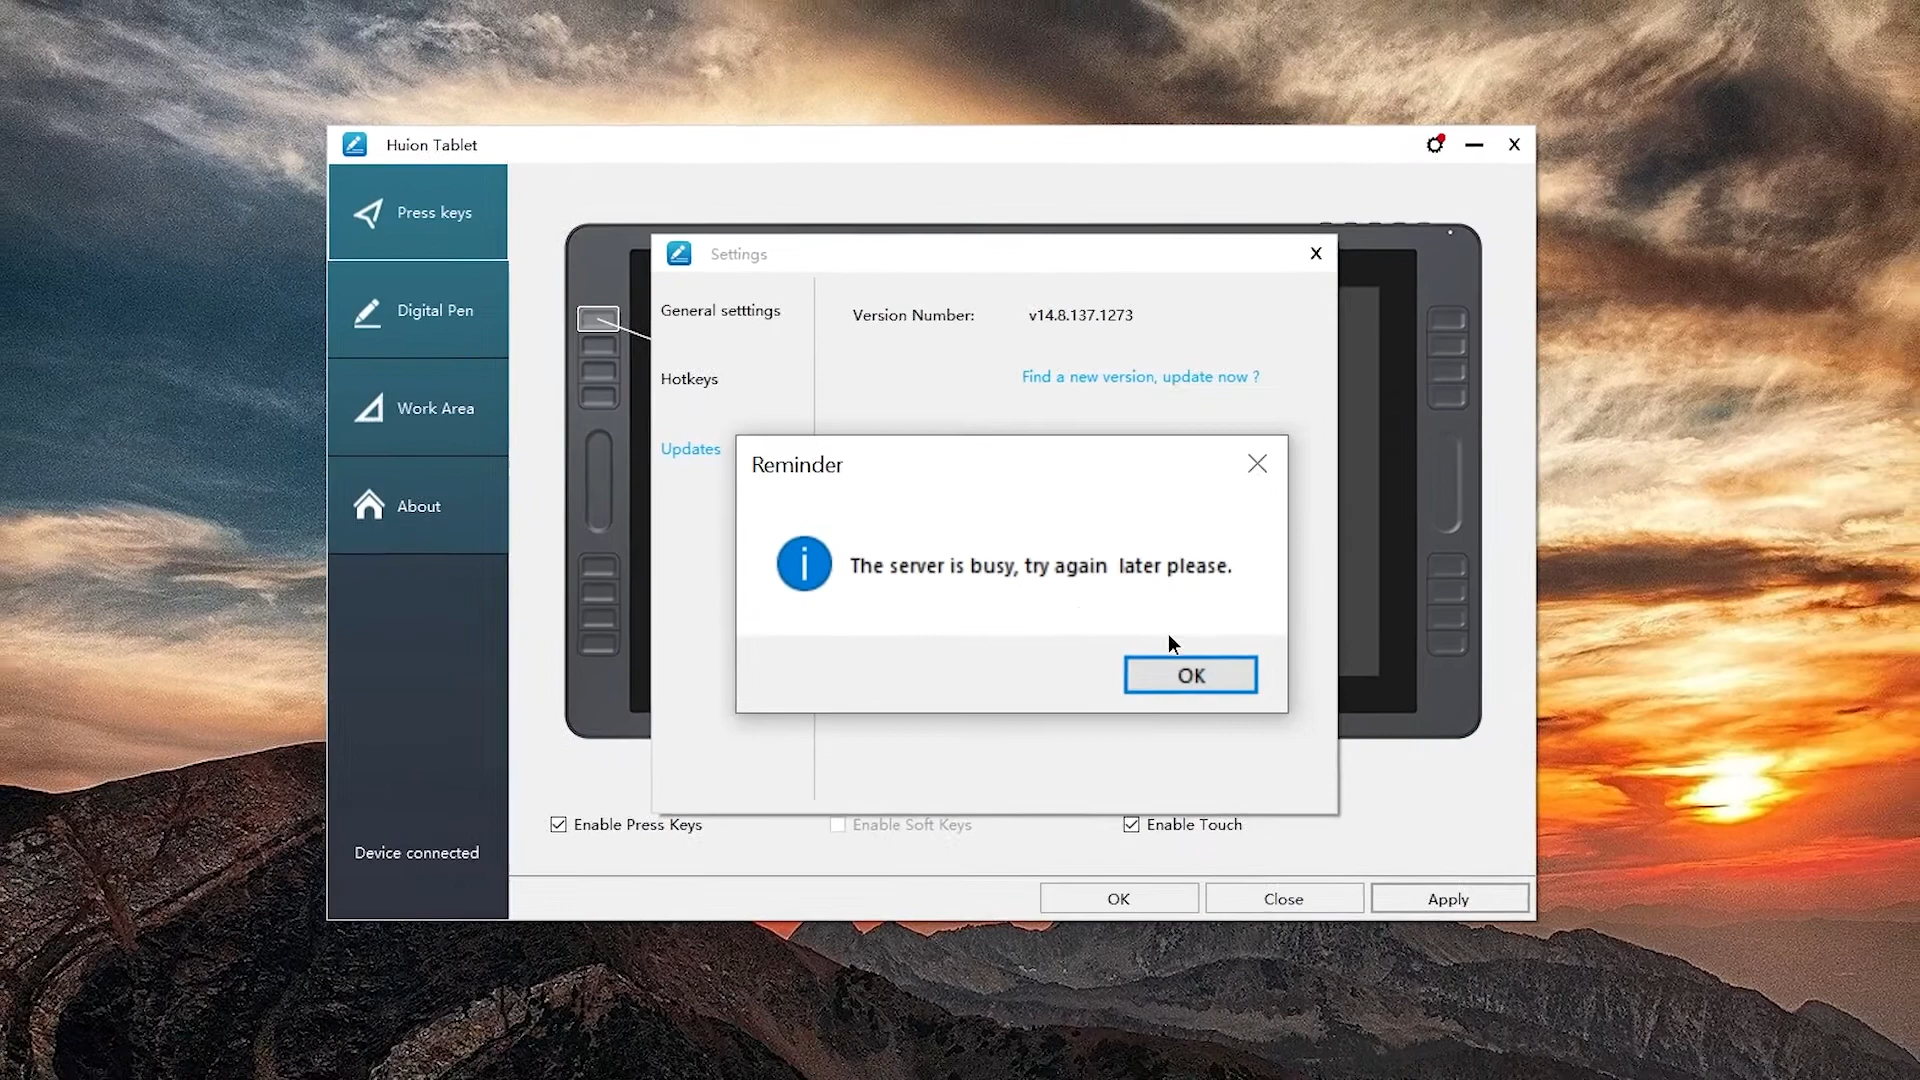 Huion Tablet
Press keys
Digital Pen
Work Area
About
Device connected
Settings
X
General setttings
Hotkeys
Updates
Version Number: v14.8.137.1273
Find a new version, update now ?
Reminder
The server is busy, try again later please.
OK
Enable Press Keys
Enable Soft Keys
Enable Touch
OK
Close
Apply